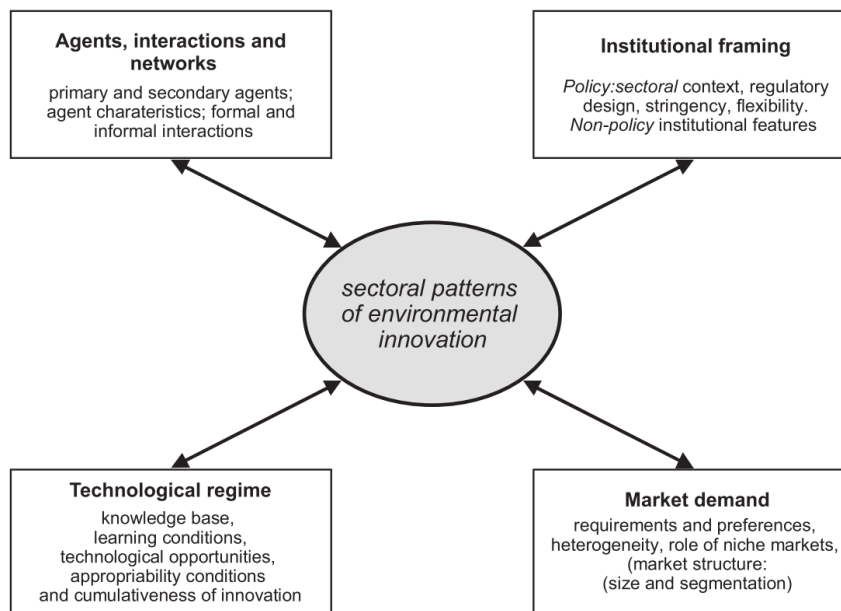 Agents, interactions and
networks
primary and secondary agents;
agent charateristics; formal and
informal interactions
Institutional framing
Policy:sectoral context, regulatory
design, stringency, flexibility.
Non-policy institutional features
sectoral patterns
of environmental
innovation
Technological regime
knowledge base,
learning conditions,
technological opportunities,
appropriability conditions
and cumulativeness of innovation
Market demand
requirements and preferences,
heterogeneity, role of niche markets,
(market structure:
(size and segmentation)